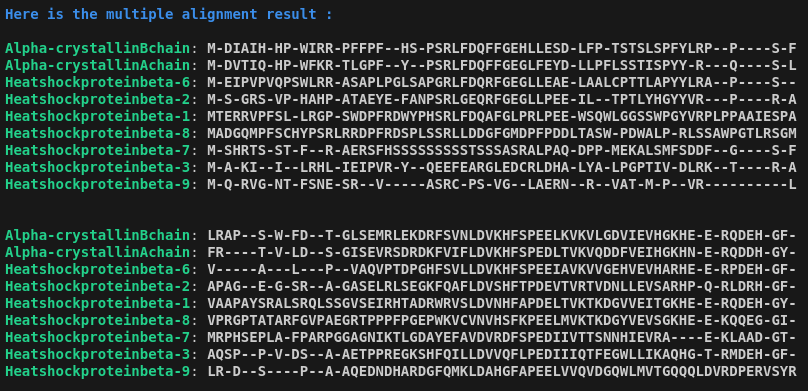 Here is the multiple alignment result :
Alpha-crystallinBchain: M-DIAIH-HP-WIRR-PFFPF--HS-PSRLFDQFFGEHLLESD-LFP-TSTSLSPFYLRP--P----S-F
Alpha-crystallinAchain: M-DVTIQ-HP-WFKR-TLGPF--Y--PSRLFDQFFGEGLFEYD-LLPFLSSTISPYY-R---Q----S-L
Heatshockproteinbeta-6: M-EIPVPVQPSWLRR-ASAPLPGLSAPGRLFDQRFGEGLLEAE-LAALCPTTLAPYYLRA--P----S--
Heatshockproteinbeta-2: M-S-GRS-VP-HAHP-ATAEYE-FANPSRLGEQRFGEGLLPEE-IL--TPTLYHGYYVR---P----R-A
Heatshockproteinbeta-1: MTERRVPFSL-LRGP-SWDPFRDWYPHSRLFDQAFGLPRLPEE-WSQWLGGSSWPGYVRPLPPAAIESPA
Heatshockproteinbeta-8: MADGQMPFSCHYPSRLRRDPFRDSPLSSRLLDDGFGMDPFPDDLTASW-PDWALP-RLSSAWPGTLRSGM
Heatshockproteinbeta-7: M-SHRTS-ST-F--R-AERSFHSSSSSSSSSTSSSASRALPAQ-DPP-MEKALSMFSDDF--G----S-F
Heatshockproteinbeta-3: M-A-KI--I--LRHL-IEIPVR-Y--QEEFEARGLEDCRLDHA-LYA-LPGPTIV-DLRK--T----R-A
Heatshockproteinbeta-9: M-Q-RVG-NT-FSNE-SR--V-----ASRC-PS-VG--LAERN--R--VAT-M-P--VR----------L
Alpha-crystallinBchain: LRAP--S-W-FD--T-GLSEMRLEKDRFSVNLDVKHFSPEELKVKVLGDVIEVHGKHE-E-RQDEH-GF-
Alpha-crystallinAchain: FR----T-V-LD--S-GISEVRSDRDKFVIFLDVKHFSPEDLTVKVQDDFVEIHGKHN-E-RQDDH-GY-
Heatshockproteinbeta-6: V-----A---L---P--VAQVPTDPGHFSVLLDVKHFSPEEIAVKVVGEHVEVHARHE-E-RPDEH-GF-
Heatshockproteinbeta-2: APAG--E-G-SR--A-GASELRLSEGKFQAFLDVSHFTPDEVTVRTVDNLLEVSARHP-Q-RLDRH-GF-
Heatshockproteinbeta-1: VAAPAYSRALSRQLSSGVSEIRHTADRWRVSLDVNHFAPDELTVKTKDGVVEITGKHE-E-RQDEH-GY-
Heatshockproteinbeta-8: VPRGPTATARFGVPAEGRTPPPFPGEPWKVCVNVHSFKPEELMVKTKDGYVEVSGKHE-E-KQQEG-GI-
Heatshockproteinbeta-7: MRPHSEPLA-FPARPGGAGNIKTLGDAYEFAVDVRDFSPEDIIVTTSNNHIEVRA----E-KLAAD-GT-
Heatshockproteinbeta-3: AQSP--P-V-DS--A-AETPPREGKSHFQILLDVVQFLPEDIIIQTFEGWLLIKAQHG-T-RMDEH-GF-
Heatshockproteinbeta-9: LR-D--S----P--A-AQEDNDHARDGFQMKLDAHGFAPEELVVQVDGQWLMVTGQQQLDVRDPERVSYR